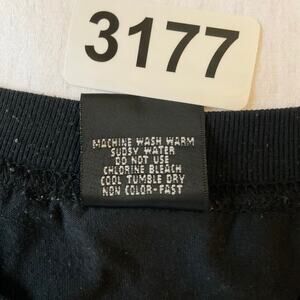 3177
MACHINE WASH WARM
SUDSY WATER
DO NOT USE
CHLORINE BLEACH
COOL TUMBLE DRY
NON COLOR-FAST